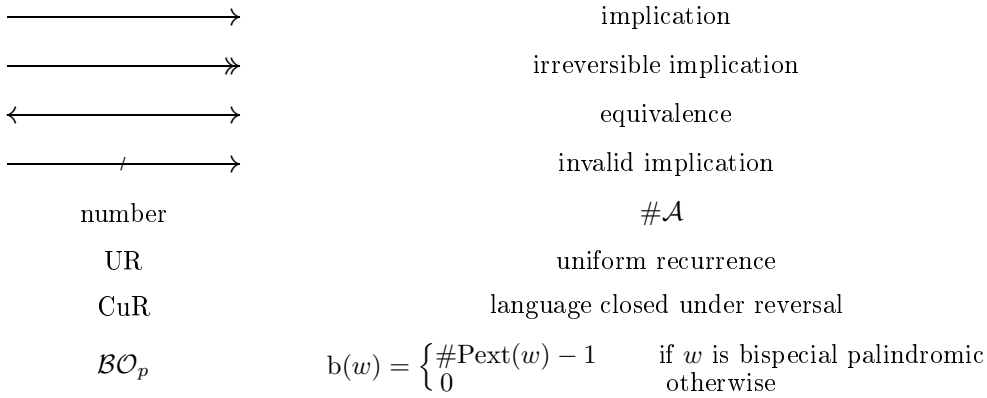 implication
irreversible implication
equivalence
invalid implication
number #𝒜
UR uniform recurrence
CuR language closed under reversal
ℬ𝒪ₚ b(w) = { #Pext(w) − 1 if w is bispecial palindromic
0 otherwise